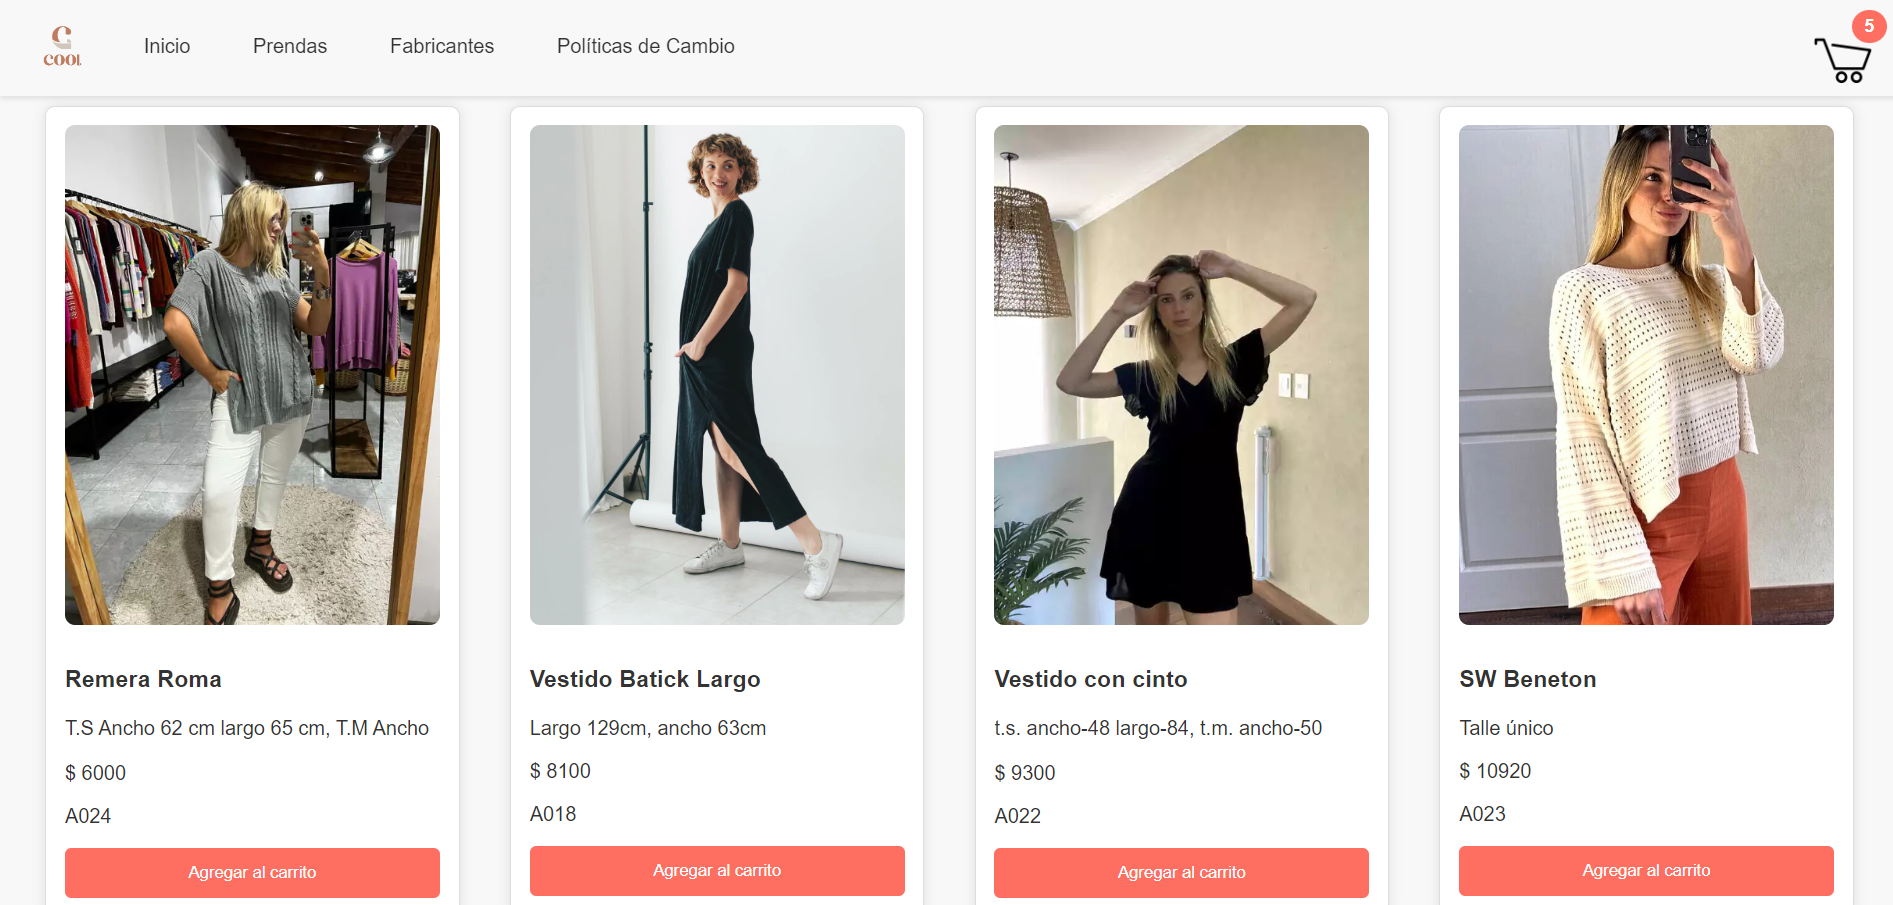 COOL
Inicio
Prendas
Fabricantes
Políticas de Cambio
5
Remera Roma
T.S Ancho 62 cm largo 65 cm, T.M Ancho
$ 6000
A024
Agregar al carrito
Vestido Batick Largo
Largo 129cm, ancho 63cm
$ 8100
A018
Agregar al carrito
Vestido con cinto
t.s. ancho-48 largo-84, t.m. ancho-50
$ 9300
A022
Agregar al carrito
SW Beneton
Talle único
$ 10920
A023
Agregar al carrito